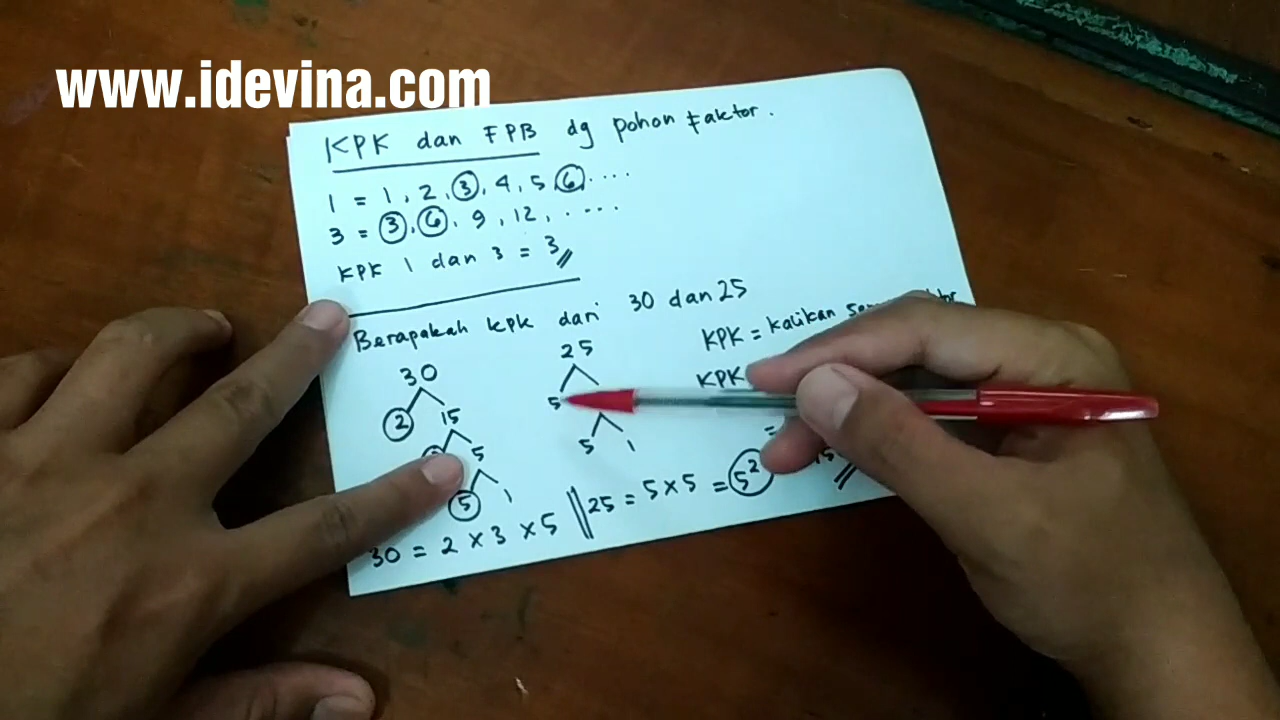 www.idevina.com
KPK dan FPB dg pohon faktor.
1 = 1, 2, 3, 4, 5, 6, ....
3 = 3, 6, 9, 12, ....
KPK 1 dan 3 = 3
Berapakah kpk dari 30 dan 25
KPK = kalikan
30
25
KPK
2 15
5
5
5 1
5 1
30 = 2 x 3 x 5 || 25 = 5 x 5 = 5²